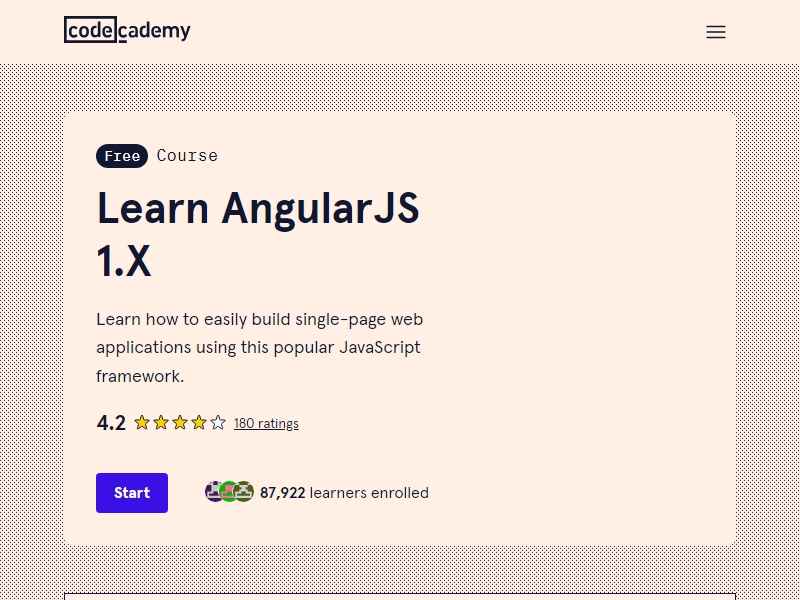 codecademy
Free Course
Learn AngularJS
1.X
Learn how to easily build single-page web
applications using this popular JavaScript
framework.
4.2 180 ratings
Start 87,922 learners enrolled